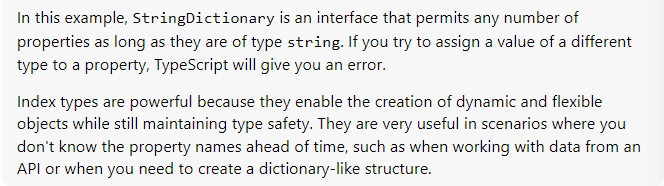 In this example, StringDictionary is an interface that permits any number of
properties as long as they are of type string. If you try to assign a value of a different
type to a property, TypeScript will give you an error.
Index types are powerful because they enable the creation of dynamic and flexible
objects while still maintaining type safety. They are very useful in scenarios where you
don't know the property names ahead of time, such as when working with data from an
API or when you need to create a dictionary-like structure.